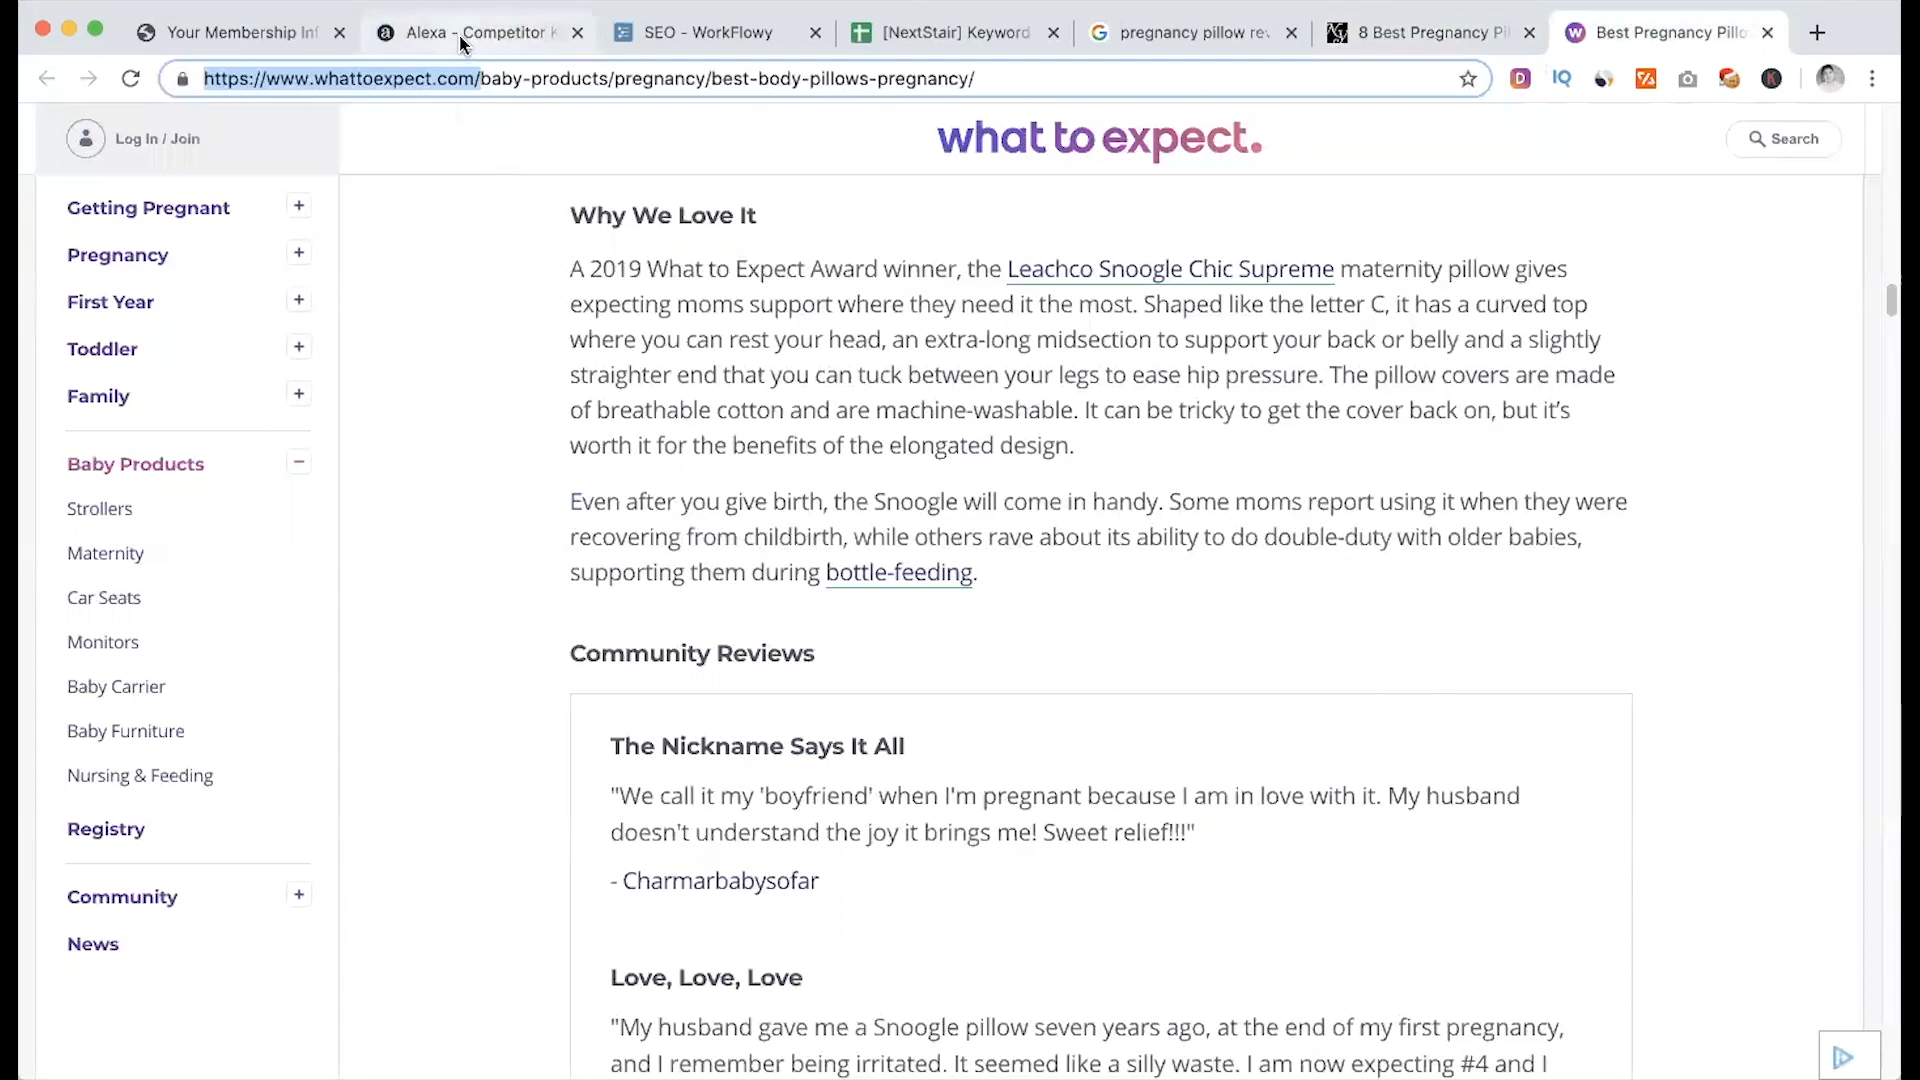 Your Membership Inf
Alexa - Competitor K
SEO - WorkFlowy
[NextStair] Keyword
pregnancy pillow rev
8 Best Pregnancy Pil
Best Pregnancy Pillo
https://www.whattoexpect.com/baby-products/pregnancy/best-body-pillows-pregnancy/
Log In / Join
what to expect.
Search
Getting Pregnant
Pregnancy
First Year
Toddler
Family
Baby Products
Strollers
Maternity
Car Seats
Monitors
Baby Carrier
Baby Furniture
Nursing & Feeding
Registry
Community
News
Why We Love It
A 2019 What to Expect Award winner, the Leachco Snoogle Chic Supreme maternity pillow gives
expecting moms support where they need it the most. Shaped like the letter C, it has a curved top
where you can rest your head, an extra-long midsection to support your back or belly and a slightly
straighter end that you can tuck between your legs to ease hip pressure. The pillow covers are made
of breathable cotton and are machine-washable. It can be tricky to get the cover back on, but it’s
worth it for the benefits of the elongated design.
Even after you give birth, the Snoogle will come in handy. Some moms report using it when they were
recovering from childbirth, while others rave about its ability to do double-duty with older babies,
supporting them during bottle-feeding.
Community Reviews
The Nickname Says It All
"We call it my 'boyfriend' when I'm pregnant because I am in love with it. My husband
doesn't understand the joy it brings me! Sweet relief!!!"
- Charmarbabysofar
Love, Love, Love
"My husband gave me a Snoogle pillow seven years ago, at the end of my first pregnancy,
and I remember being irritated. It seemed like a silly waste. I am now expecting #4 and I